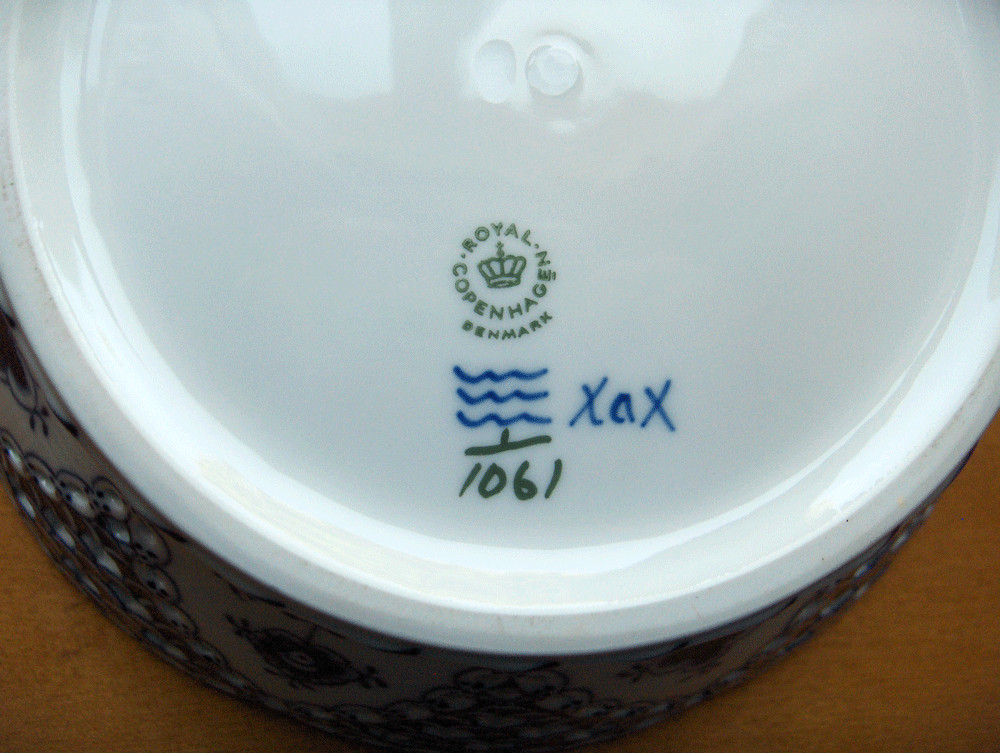 ROYAL
COPENHAGEN
DENMARK
XaX
1061